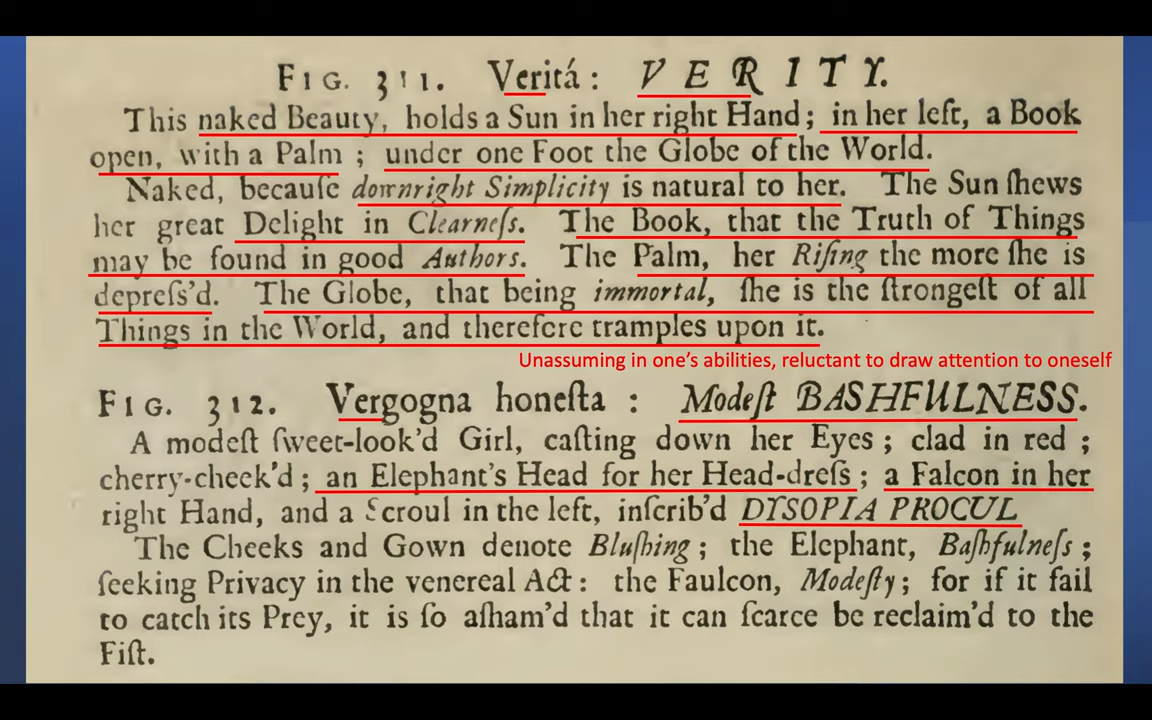 FIG. 311. Veritá: VERITY.
This naked Beauty, holds a Sun in her right Hand; in her left, a Book
open, with a Palm; under one Foot the Globe of the World.
Naked, becauſe downright Simplicity is natural to her. The Sun ſhews
her great Delight in Clearneſs. The Book, that the Truth of Things
may be found in good Authors. The Palm, her Riſing the more ſhe is
depreſs'd. The Globe, that being immortal, ſhe is the ſtrongeſt of all
Things in the World, and therefcre tramples upon it.
Unassuming in one's abilities, reluctant to draw attention to oneself
FIG. 312. Vergogna honeſta: Modeſt BASHFULNESS.
A modeſt ſweet-look'd Girl, caſting down her Eyes; clad in red;
cherry-cheek'd; an Elephant's Head for her Head-dreſs; a Falcon in her
right Hand, and a Scroul in the left, inſcrib'd DYSOPIA PROCUL
The Cheeks and Gown denote Bluſhing; the Elephant, Baſhfulneſs;
ſeeking Privacy in the venereal Act: the Faulcon, Modeſty; for if it fail
to catch its Prey, it is ſo aſham'd that it can ſcarce be reclaim'd to the
Fiſt.